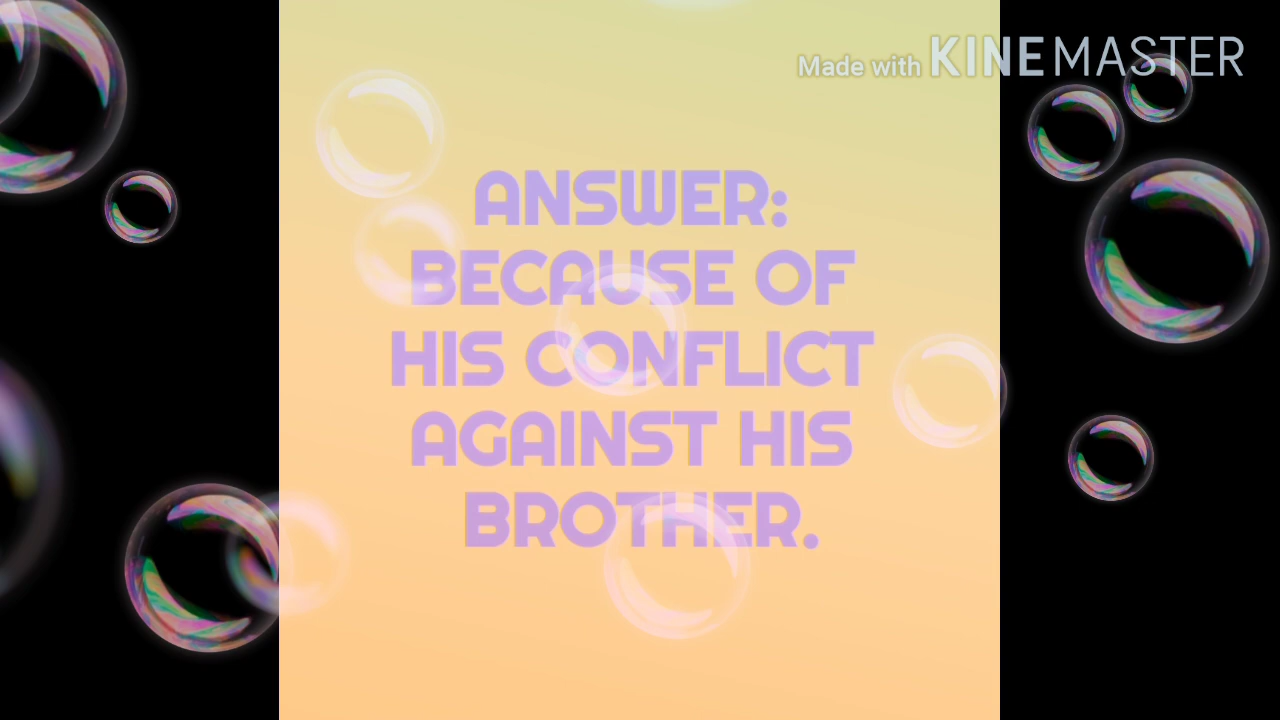 Made with KINEMASTER
ANSWER:
BECAUSE OF
HIS CONFLICT
AGAINST HIS
BROTHER.